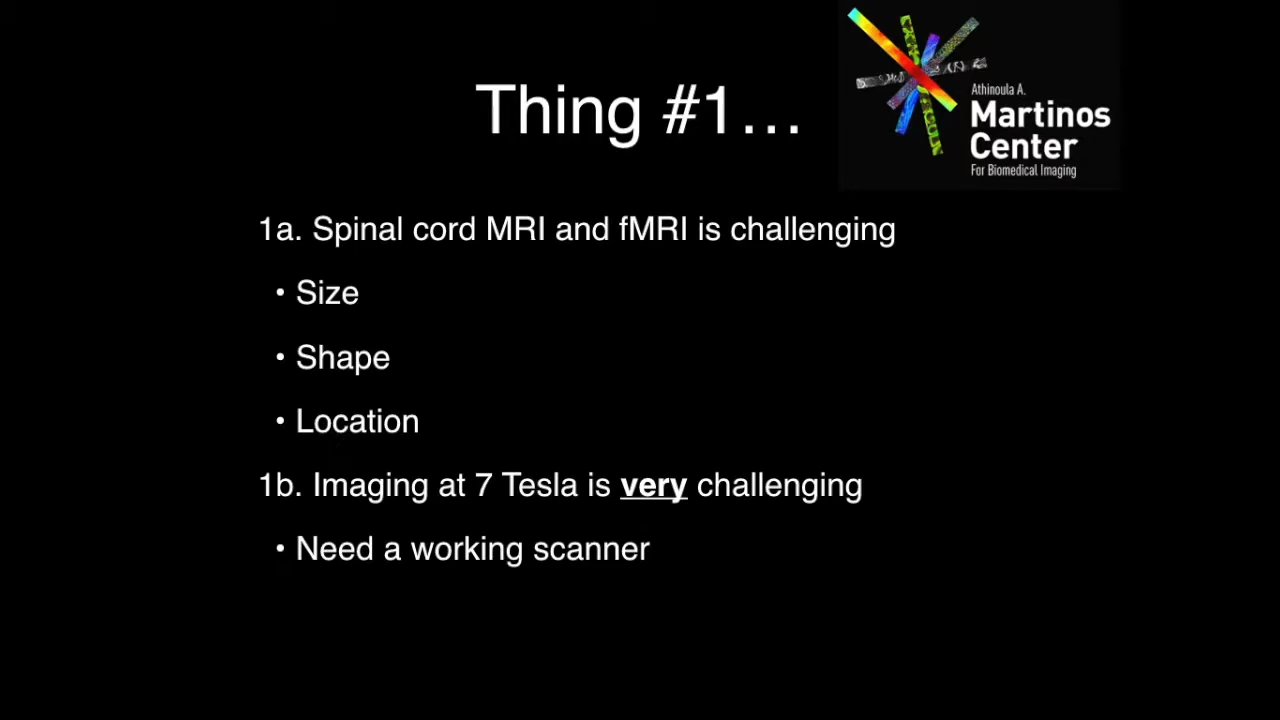 Thing #1…
Athinoula A.
Martinos
Center
For Biomedical Imaging
1a. Spinal cord MRI and fMRI is challenging
• Size
• Shape
• Location
1b. Imaging at 7 Tesla is very challenging
• Need a working scanner